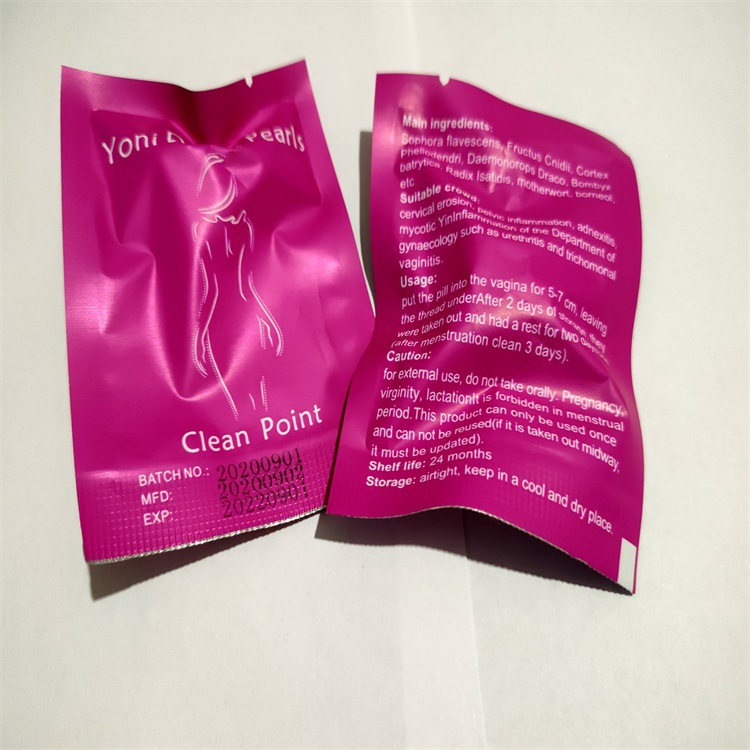 Yoni Pearls
Clean Point
BATCH NO.: 20200901
MFD: 20200902
EXP: 20220901
Main ingredients:
Sophora flavescens, Fructus Cnidii, Cortex
Phellodendri, Daemonorops Draco, Bombyx
batrytica, Radix Isatidis, motherwort, borneol,
etc
Suitable crowd:
cervical erosion, pelvic inflammation, adnexitis,
mycotic YinInflammation of the Department of
gynaecology such as urethritis and trichomonal
vaginitis.
Usage:
put the pill into the vagina for 5-7 cm, leaving
the thread underAfter 2 days of they
were taken out and had a rest for two
(after menstruation clean 3 days).
Caution:
for external use, do not take orally. Pregnancy,
virginity, lactationIt is forbidden in menstrual
period.This product can only be used once
and can not be reused(if it is taken out midway,
it must be updated).
Shelf life: 24 months
Storage: airtight, keep in a cool and dry place.